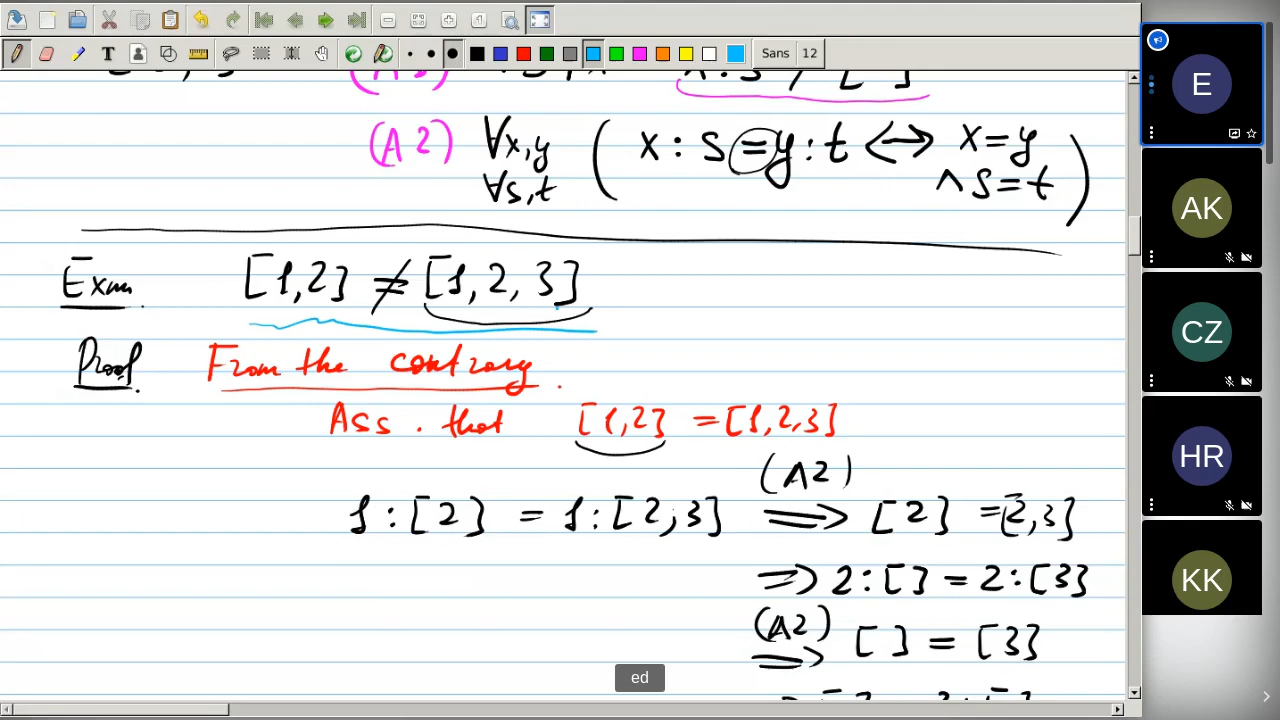 Sans 12
(A2) ∀x,y ( x : s = y : t ↔ x = y
∀s,t ∧ s = t )
Exam. [1,2] ≠ [1,2,3]
Proof. From the contrary.
Ass. that [1,2] = [1,2,3]
(A2)
1:[2] = 1:[2,3] ⟹ [2] = [2,3]
⟹ 2:[] = 2:[3]
(A2)
⟹ [] = [3]
ed
E
AK
CZ
HR
KK